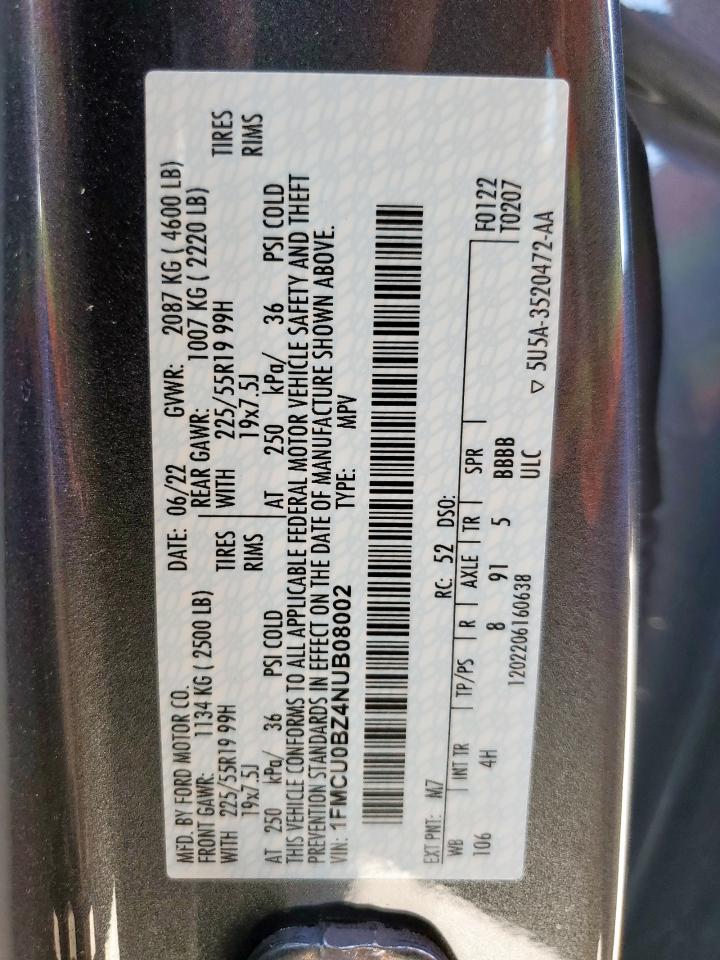 MFD. BY FORD MOTOR CO. DATE: 06/22 GVWR: 2087 KG ( 4600 LB)
FRONT GAWR: 1134 KG ( 2500 LB) REAR GAWR: 1007 KG ( 2220 LB)
WITH 225/55R19 99H TIRES WITH 225/55R19 99H TIRES
19x7.5J RIMS 19x7.5J RIMS
AT 250 kPa/ 36 PSI COLD AT 250 kPa/ 36 PSI COLD
THIS VEHICLE CONFORMS TO ALL APPLICABLE FEDERAL MOTOR VEHICLE SAFETY AND THEFT
PREVENTION STANDARDS IN EFFECT ON THE DATE OF MANUFACTURE SHOWN ABOVE.
VIN: 1FMCU0BZ4NUB08002 TYPE: MPV
EXT PNT: M7 RC: 52 DSO: F0122
WB INT TR TP/PS R AXLE TR SPR T0207
106 4H 8 91 5 BBBB
ULC
1202206160638 ▽ 5U5A-3520472-AA